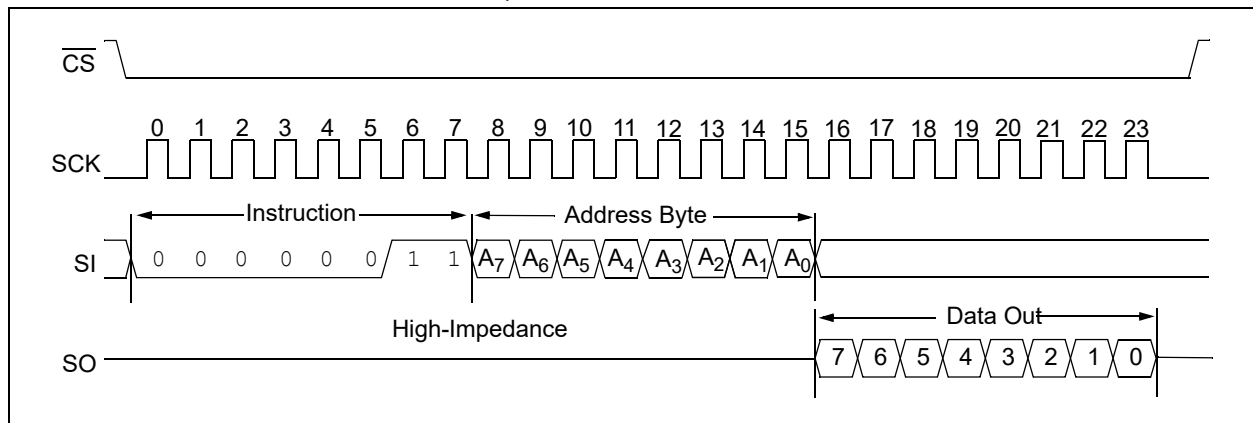 CS
0 1 2 3 4 5 6 7 8 9 10 11 12 13 14 15 16 17 18 19 20 21 22 23
SCK
Instruction Address Byte
SI 0 0 0 0 0 0 1 1 A7 A6 A5 A4 A3 A2 A1 A0
High-Impedance Data Out
SO 7 6 5 4 3 2 1 0